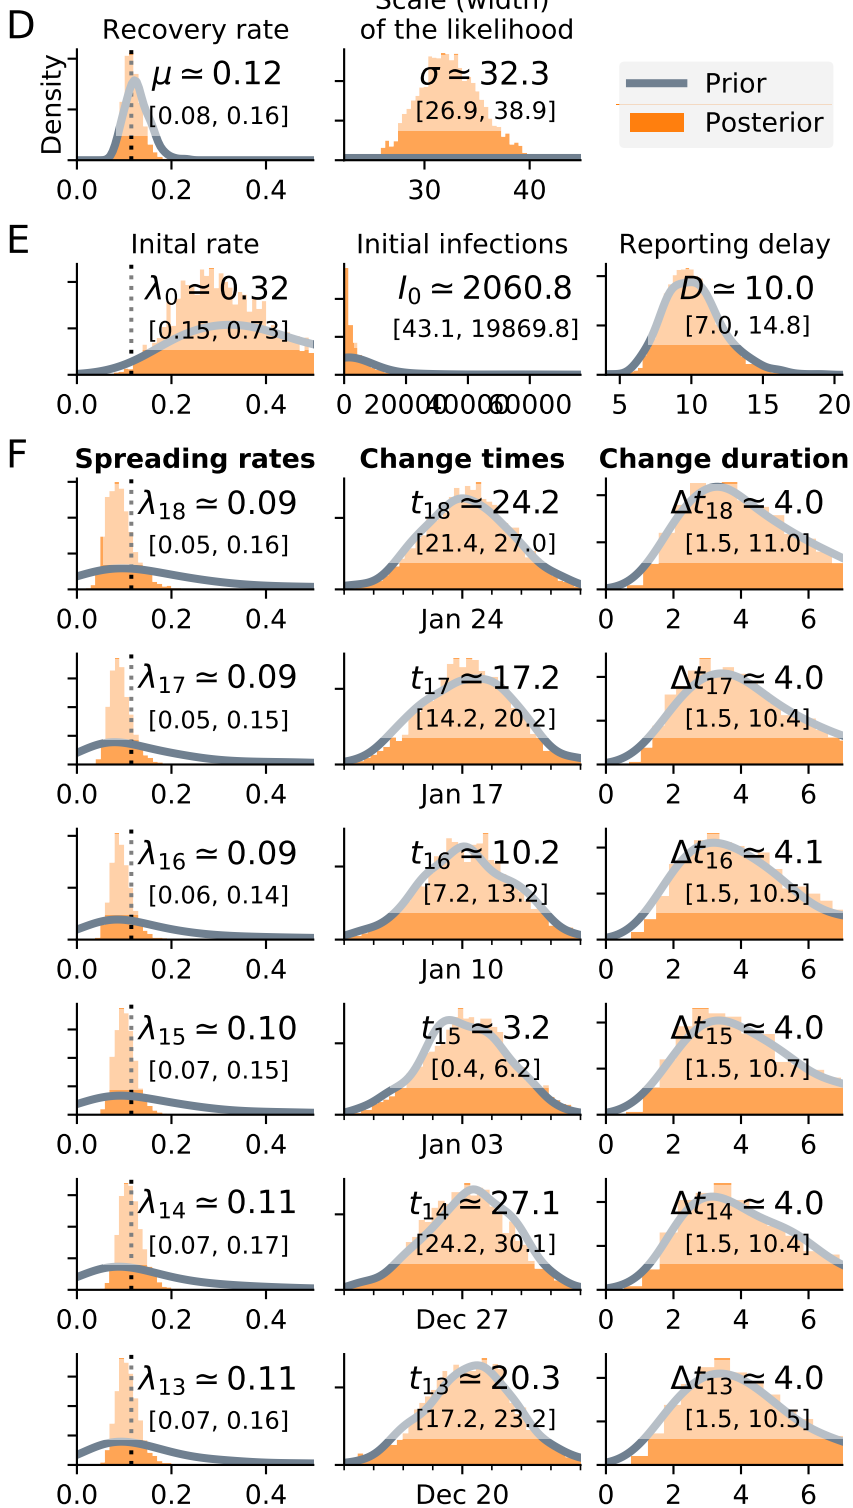 D
Recovery rate
Scale (width)
of the likelihood
Density
μ ≃ 0.12
[0.08, 0.16]
0.0 0.2 0.4
σ ≃ 32.3
[26.9, 38.9]
30 40
Prior
Posterior
E
Inital rate
λ0 ≃ 0.32
[0.15, 0.73]
0.0 0.2 0.4
Initial infections
I0 ≃ 2060.8
[43.1, 19869.8]
0 20000 40000 60000
Reporting delay
D ≃ 10.0
[7.0, 14.8]
5 10 15 20
F
Spreading rates
Change times
Change duration
λ18 ≃ 0.09
[0.05, 0.16]
0.0 0.2 0.4
t18 ≃ 24.2
[21.4, 27.0]
Jan 24
Δt18 ≃ 4.0
[1.5, 11.0]
0 2 4 6
λ17 ≃ 0.09
[0.05, 0.15]
0.0 0.2 0.4
t17 ≃ 17.2
[14.2, 20.2]
Jan 17
Δt17 ≃ 4.0
[1.5, 10.4]
0 2 4 6
λ16 ≃ 0.09
[0.06, 0.14]
0.0 0.2 0.4
t16 ≃ 10.2
[7.2, 13.2]
Jan 10
Δt16 ≃ 4.1
[1.5, 10.5]
0 2 4 6
λ15 ≃ 0.10
[0.07, 0.15]
0.0 0.2 0.4
t15 ≃ 3.2
[0.4, 6.2]
Jan 03
Δt15 ≃ 4.0
[1.5, 10.7]
0 2 4 6
λ14 ≃ 0.11
[0.07, 0.17]
0.0 0.2 0.4
t14 ≃ 27.1
[24.2, 30.1]
Dec 27
Δt14 ≃ 4.0
[1.5, 10.4]
0 2 4 6
λ13 ≃ 0.11
[0.07, 0.16]
0.0 0.2 0.4
t13 ≃ 20.3
[17.2, 23.2]
Dec 20
Δt13 ≃ 4.0
[1.5, 10.5]
0 2 4 6